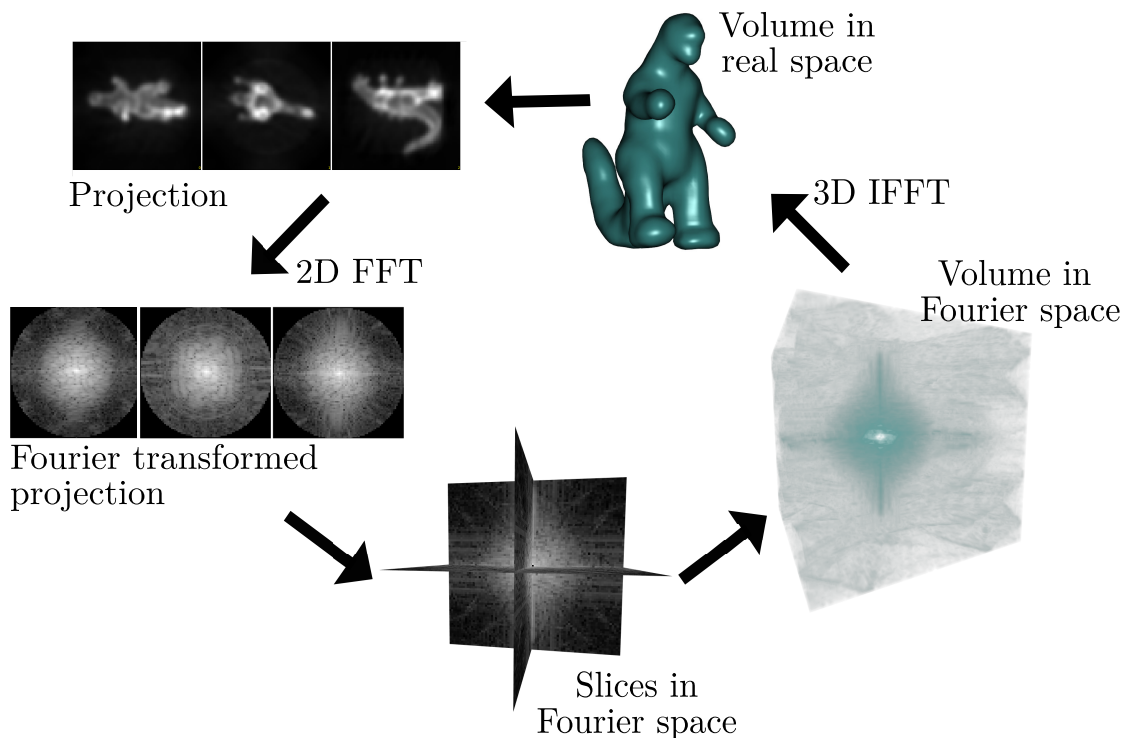 Volume in
real space
Projection
3D IFFT
2D FFT
Volume in
Fourier space
Fourier transformed
projection
Slices in
Fourier space